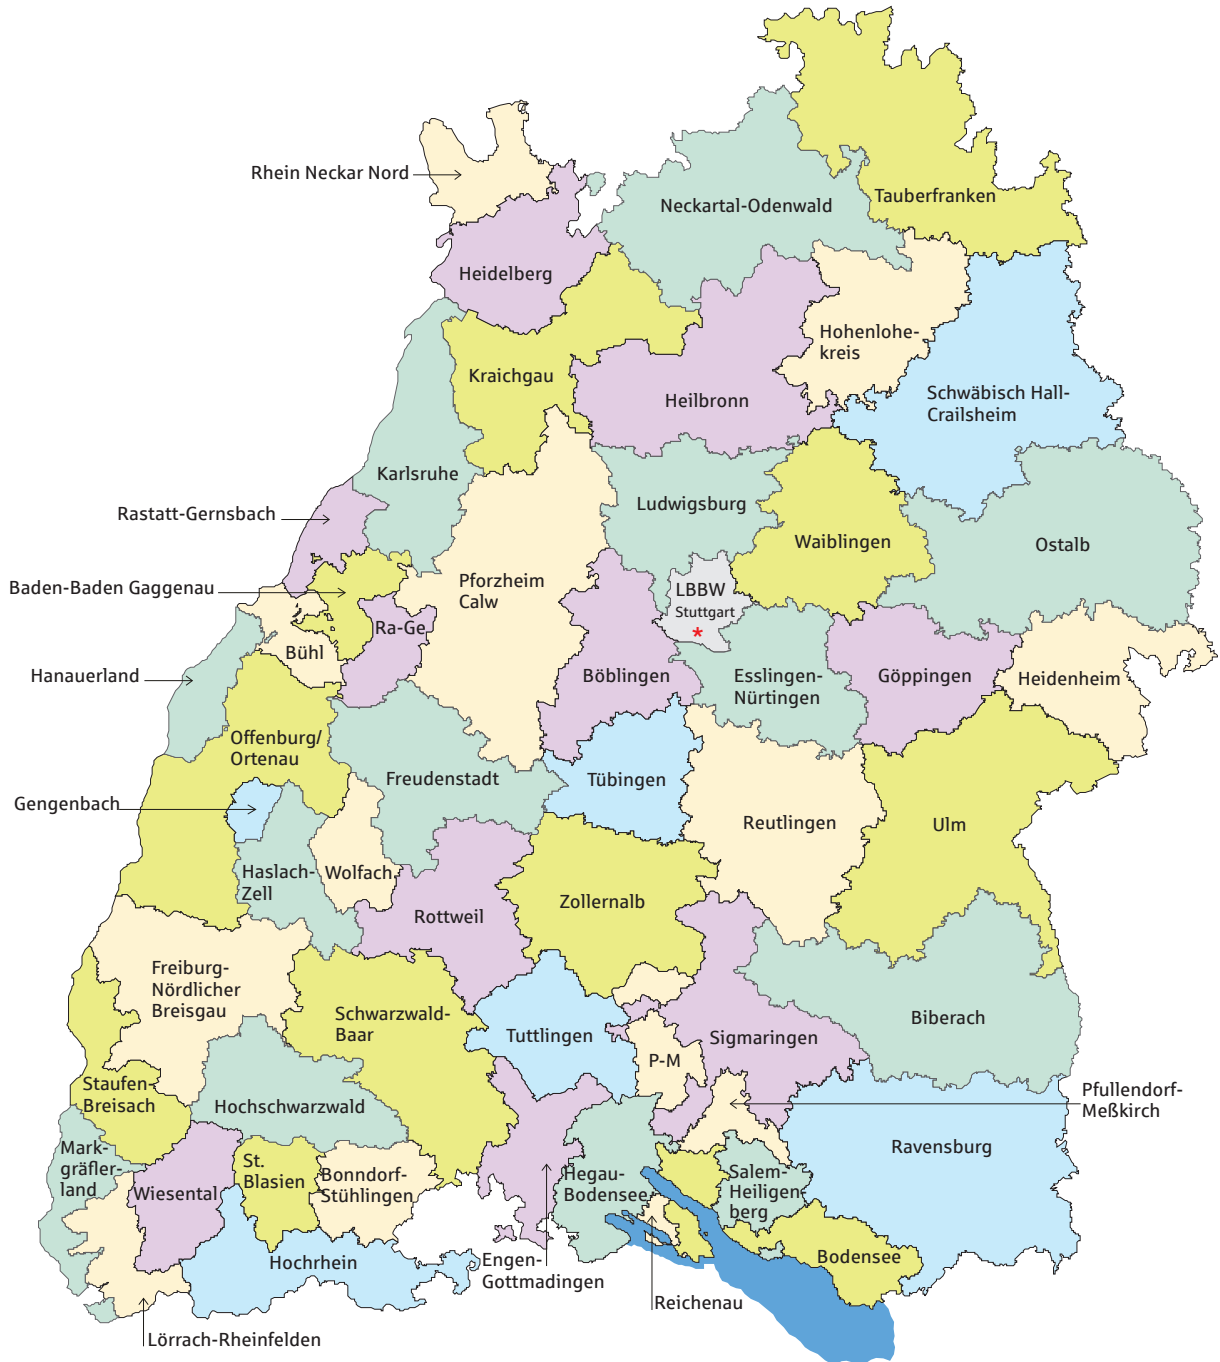 Rhein Neckar Nord
Neckartal-Odenwald
Tauberfranken
Heidelberg
Hohenlohe-
kreis
Kraichgau
Heilbronn
Schwäbisch Hall-
Crailsheim
Karlsruhe
Ludwigsburg
Rastatt-Gernsbach
Waiblingen
Ostalb
Baden-Baden Gaggenau
Pforzheim
Calw
LBBW
Stuttgart
*
Ra-Ge
Bühl
Hanauerland
Böblingen
Esslingen-
Nürtingen
Göppingen
Heidenheim
Offenburg/
Ortenau
Freudenstadt
Tübingen
Gengenbach
Reutlingen
Ulm
Haslach-
Zell
Wolfach
Rottweil
Zollernalb
Freiburg-
Nördlicher
Breisgau
Schwarzwald-
Baar
Tuttlingen
Sigmaringen
Biberach
P-M
Staufen-
Breisach
Hochschwarzwald
Pfullendorf-
Meßkirch
Mark-
gräfler-
land
Wiesental
St.
Blasien
Bonndorf-
Stühlingen
Hegau-
Bodensee
Salem-
Heiligen
berg
Ravensburg
Hochrhein
Engen-
Gottmadingen
Bodensee
Reichenau
Lörrach-Rheinfelden